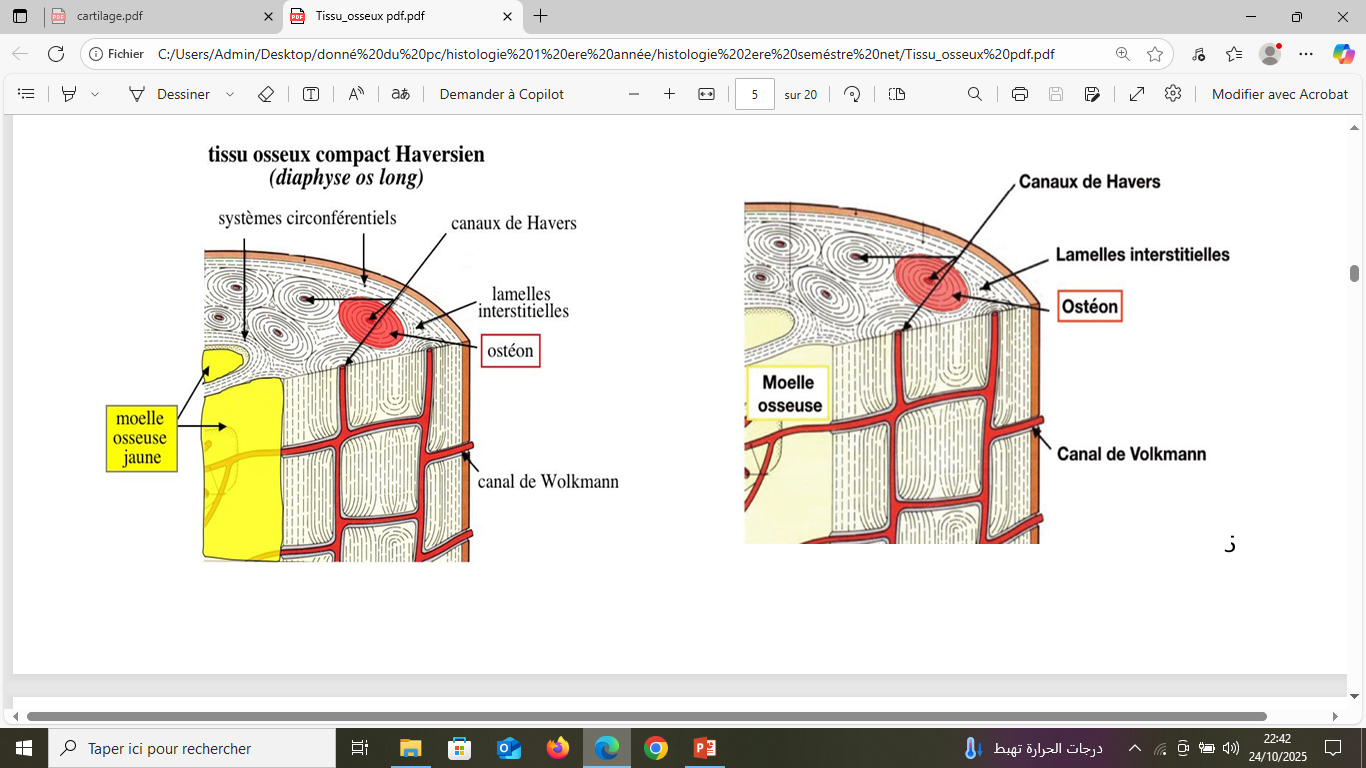 cartilage.pdf
Tissu_osseux pdf.pdf
Fichier
C:/Users/Admin/Desktop/donné%20du%20pc/histologie%201%20ere%20année/histologie%202ere%20seméstre%20net/Tissu_osseux%20pdf.pdf
Dessiner
aあ
Demander à Copilot
5
sur 20
Modifier avec Acrobat
tissu osseux compact Haversien
(diaphyse os long)
systèmes circonférentiels
canaux de Havers
lamelles
interstitielles
ostéon
moelle
osseuse
jaune
canal de Wolkmann
Canaux de Havers
Lamelles interstitielles
Ostéon
Moelle
osseuse
Canal de Volkmann
Taper ici pour rechercher
درجات الحرارة تهبط
22:42
24/10/2025